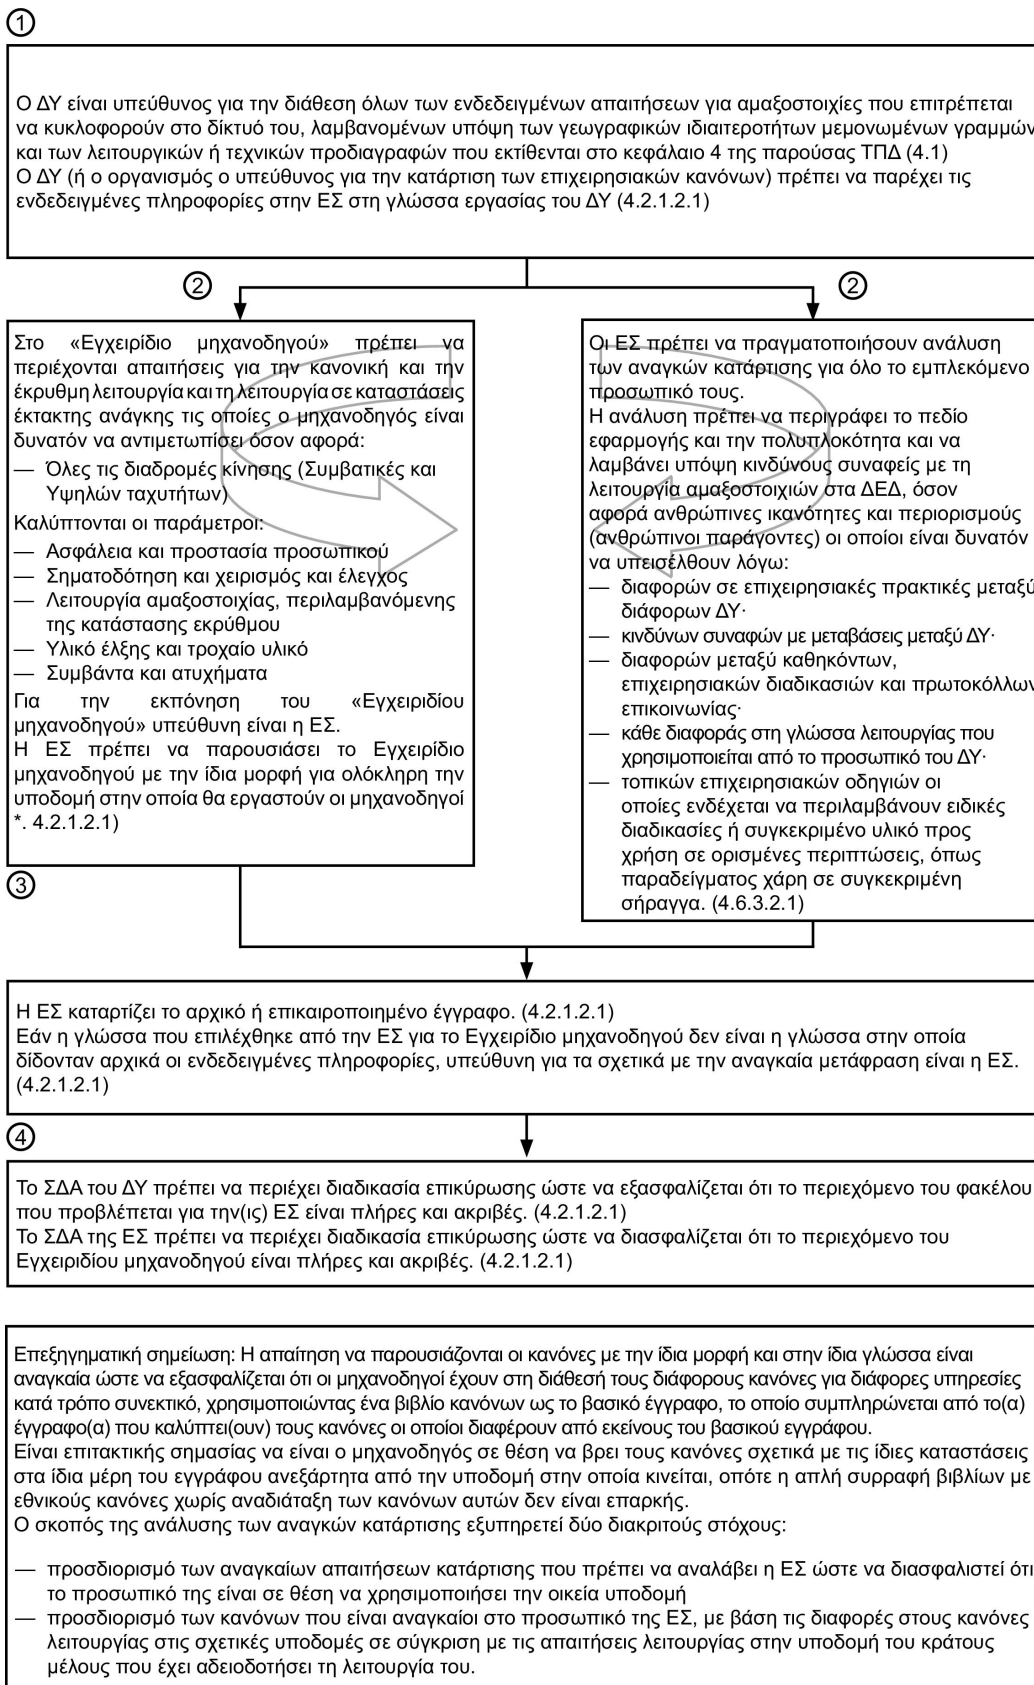 ①
Ο ΔΥ είναι υπεύθυνος για την διάθεση όλων των ενδεδειγμένων απαιτήσεων για αμαξοστοιχίες που επιτρέπεται
να κυκλοφορούν στο δίκτυό του, λαμβανομένων υπόψη των γεωγραφικών ιδιαιτεροτήτων μεμονωμένων γραμμών
και των λειτουργικών ή τεχνικών προδιαγραφών που εκτίθενται στο κεφάλαιο 4 της παρούσας ΤΠΔ (4.1)
Ο ΔΥ (ή ο οργανισμός ο υπεύθυνος για την κατάρτιση των επιχειρησιακών κανόνων) πρέπει να παρέχει τις
ενδεδειγμένες πληροφορίες στην ΕΣ στη γλώσσα εργασίας του ΔΥ (4.2.1.2.1)
②
Στο «Εγχειρίδιο μηχανοδηγού» πρέπει να
περιέχονται απαιτήσεις για την κανονική και την
έκρυθμη λειτουργία και τη λειτουργία σε καταστάσεις
έκτακτης ανάγκης τις οποίες ο μηχανοδηγός είναι
δυνατόν να αντιμετωπίσει όσον αφορά:
— Όλες τις διαδρομές κίνησης (Συμβατικές και
Υψηλών ταχυτήτων)
Καλύπτονται οι παράμετροι:
— Ασφάλεια και προστασία προσωπικού
— Σηματοδότηση και χειρισμός και έλεγχος
— Λειτουργία αμαξοστοιχίας, περιλαμβανόμενης
της κατάστασης εκρύθμου
— Υλικό έλξης και τροχαίο υλικό
— Συμβάντα και ατυχήματα
Για την εκπόνηση του «Εγχειριδίου
μηχανοδηγού» υπεύθυνη είναι η ΕΣ.
Η ΕΣ πρέπει να παρουσιάσει το Εγχειρίδιο
μηχανοδηγού με την ίδια μορφή για ολόκληρη την
υποδομή στην οποία θα εργαστούν οι μηχανοδηγοί
*. 4.2.1.2.1)
②
Οι ΕΣ πρέπει να πραγματοποιήσουν ανάλυση
των αναγκών κατάρτισης για όλο το εμπλεκόμενο
προσωπικό τους.
Η ανάλυση πρέπει να περιγράφει το πεδίο
εφαρμογής και την πολυπλοκότητα και να
λαμβάνει υπόψη κινδύνους συναφείς με τη
λειτουργία αμαξοστοιχιών στα ΔΕΔ, όσον
αφορά ανθρώπινες ικανότητες και περιορισμούς
(ανθρώπινοι παράγοντες) οι οποίοι είναι δυνατόν
να υπεισέλθουν λόγω:
— διαφορών σε επιχειρησιακές πρακτικές μεταξύ
διάφορων ΔΥ·
— κινδύνων συναφών με μεταβάσεις μεταξύ ΔΥ·
— διαφορών μεταξύ καθηκόντων,
επιχειρησιακών διαδικασιών και πρωτοκόλλων
επικοινωνίας·
— κάθε διαφοράς στη γλώσσα λειτουργίας που
χρησιμοποιείται από το προσωπικό του ΔΥ·
— τοπικών επιχειρησιακών οδηγιών οι
οποίες ενδέχεται να περιλαμβάνουν ειδικές
διαδικασίες ή συγκεκριμένο υλικό προς
χρήση σε ορισμένες περιπτώσεις, όπως
παραδείγματος χάρη σε συγκεκριμένη
σήραγγα. (4.6.3.2.1)
③
Η ΕΣ καταρτίζει το αρχικό ή επικαιροποιημένο έγγραφο. (4.2.1.2.1)
Εάν η γλώσσα που επιλέχθηκε από την ΕΣ για το Εγχειρίδιο μηχανοδηγού δεν είναι η γλώσσα στην οποία
δίδονταν αρχικά οι ενδεδειγμένες πληροφορίες, υπεύθυνη για τα σχετικά με την αναγκαία μετάφραση είναι η ΕΣ.
(4.2.1.2.1)
④
Το ΣΔΑ του ΔΥ πρέπει να περιέχει διαδικασία επικύρωσης ώστε να εξασφαλίζεται ότι το περιεχόμενο του φακέλου
που προβλέπεται για την(ις) ΕΣ είναι πλήρες και ακριβές. (4.2.1.2.1)
Το ΣΔΑ της ΕΣ πρέπει να περιέχει διαδικασία επικύρωσης ώστε να διασφαλίζεται ότι το περιεχόμενο του
Εγχειριδίου μηχανοδηγού είναι πλήρες και ακριβές. (4.2.1.2.1)
Επεξηγηματική σημείωση: Η απαίτηση να παρουσιάζονται οι κανόνες με την ίδια μορφή και στην ίδια γλώσσα είναι
αναγκαία ώστε να εξασφαλίζεται ότι οι μηχανοδηγοί έχουν στη διάθεσή τους διάφορους κανόνες για διάφορες υπηρεσίες
κατά τρόπο συνεκτικό, χρησιμοποιώντας ένα βιβλίο κανόνων ως το βασικό έγγραφο, το οποίο συμπληρώνεται από το(α)
έγγραφο(α) που καλύπτει(ουν) τους κανόνες οι οποίοι διαφέρουν από εκείνους του βασικού εγγράφου.
Είναι επιτακτικής σημασίας να είναι ο μηχανοδηγός σε θέση να βρει τους κανόνες σχετικά με τις ίδιες καταστάσεις
στα ίδια μέρη του εγγράφου ανεξάρτητα από την υποδομή στην οποία κινείται, οπότε η απλή συρραφή βιβλίων με
εθνικούς κανόνες χωρίς αναδιάταξη των κανόνων αυτών δεν είναι επαρκής.
Ο σκοπός της ανάλυσης των αναγκών κατάρτισης εξυπηρετεί δύο διακριτούς στόχους:
— προσδιορισμό των αναγκαίων απαιτήσεων κατάρτισης που πρέπει να αναλάβει η ΕΣ ώστε να διασφαλιστεί ότι
το προσωπικό της είναι σε θέση να χρησιμοποιήσει την οικεία υποδομή
— προσδιορισμό των κανόνων που είναι αναγκαίοι στο προσωπικό της ΕΣ, με βάση τις διαφορές στους κανόνες
λειτουργίας στις σχετικές υποδομές σε σύγκριση με τις απαιτήσεις λειτουργίας στην υποδομή του κράτους
μέλους που έχει αδειοδοτήσει τη λειτουργία του.